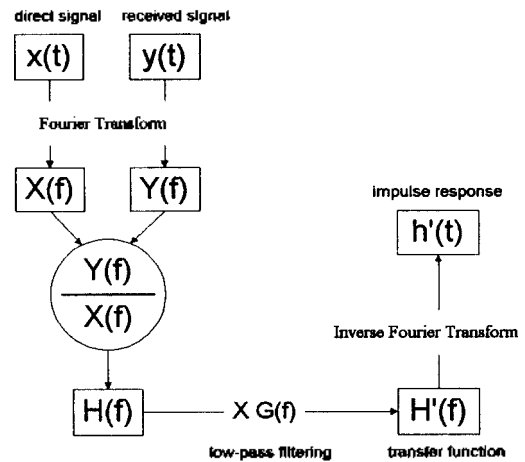 direct signal received signal
x(t) y(t)
Fourier Transform
X(f) Y(f)
impulse response
h'(t)
Y(f)
X(f)
Inverse Fourier Transform
H(f) X G(f) H'(f)
low-pass filtering transfer function